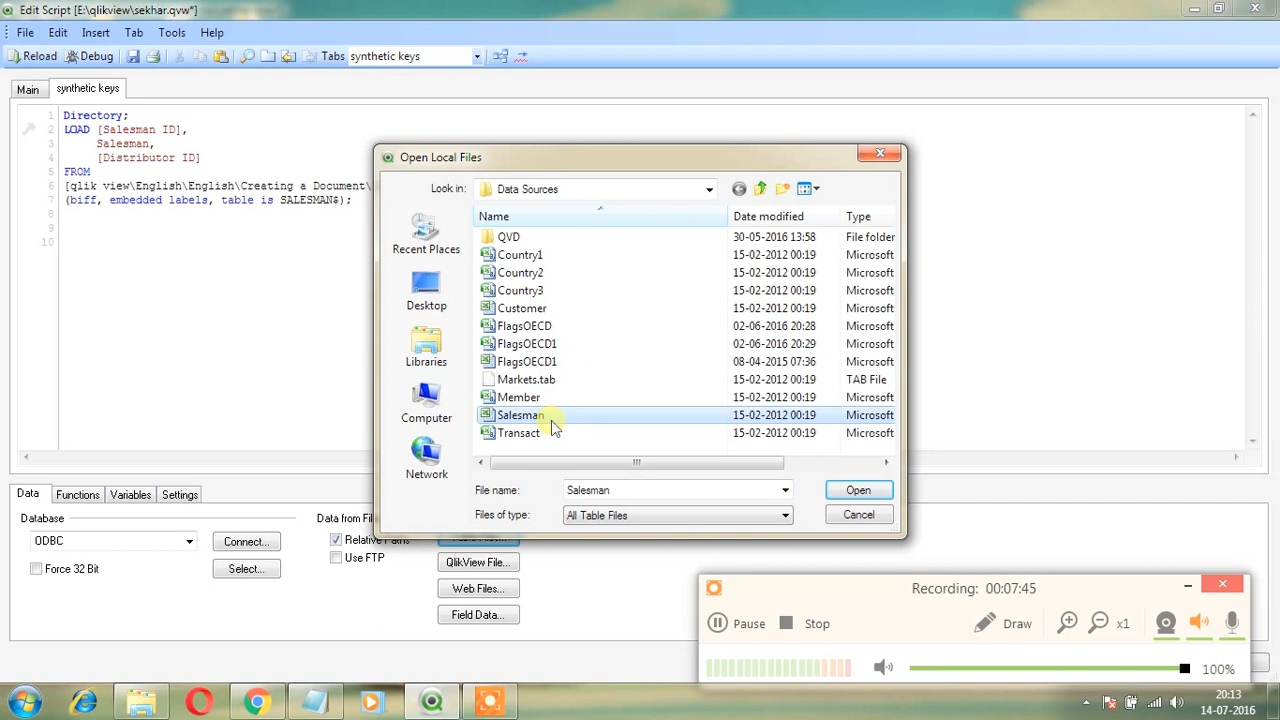 Edit Script [E:\qlikview\sekhar.qvw*]
File Edit Insert Tab Tools Help
Reload Debug Tabs synthetic keys
Main synthetic keys
1 Directory;
2 LOAD [Salesman ID],
3 Salesman,
4 [Distributor ID]
5 FROM
6 [qlik view\English\English\Creating a Document\
7 (biff, embedded labels, table is SALESMAN$);
8
9
10
Open Local Files
Look in: Data Sources
Name Date modified Type
QVD 30-05-2016 13:58 File folder
Country1 15-02-2012 00:19 Microsoft
Country2 15-02-2012 00:19 Microsoft
Country3 15-02-2012 00:19 Microsoft
Customer 15-02-2012 00:19 Microsoft
FlagsOECD 02-06-2016 20:28 Microsoft
FlagsOECD1 02-06-2016 20:29 Microsoft
FlagsOECD1 08-04-2015 07:36 Microsoft
Markets.tab 15-02-2012 00:19 TAB File
Member 15-02-2012 00:19 Microsoft
Salesman 15-02-2012 00:19 Microsoft
Transact 15-02-2012 00:19 Microsoft
Recent Places
Desktop
Libraries
Computer
Network
File name: Salesman Open
Files of type: All Table Files Cancel
Data Functions Variables Settings
Database Data from Fil
ODBC Connect... Relative Paths
Force 32 Bit Select... Use FTP
QlikView File...
Web Files...
Field Data...
Recording: 00:07:45
Pause Stop Draw x1
100%
20:13
14-07-2016